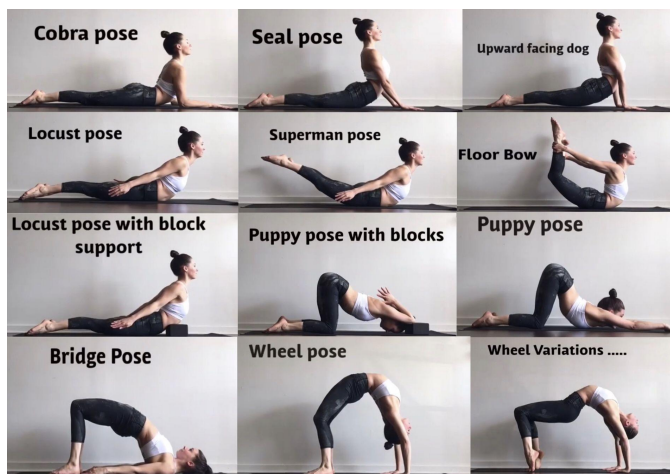 Cobra pose
Seal pose
Upward facing dog
Locust pose
Superman pose
Floor Bow
Locust pose with block
support
Puppy pose with blocks
Puppy pose
Bridge Pose
Wheel pose
Wheel Variations .....